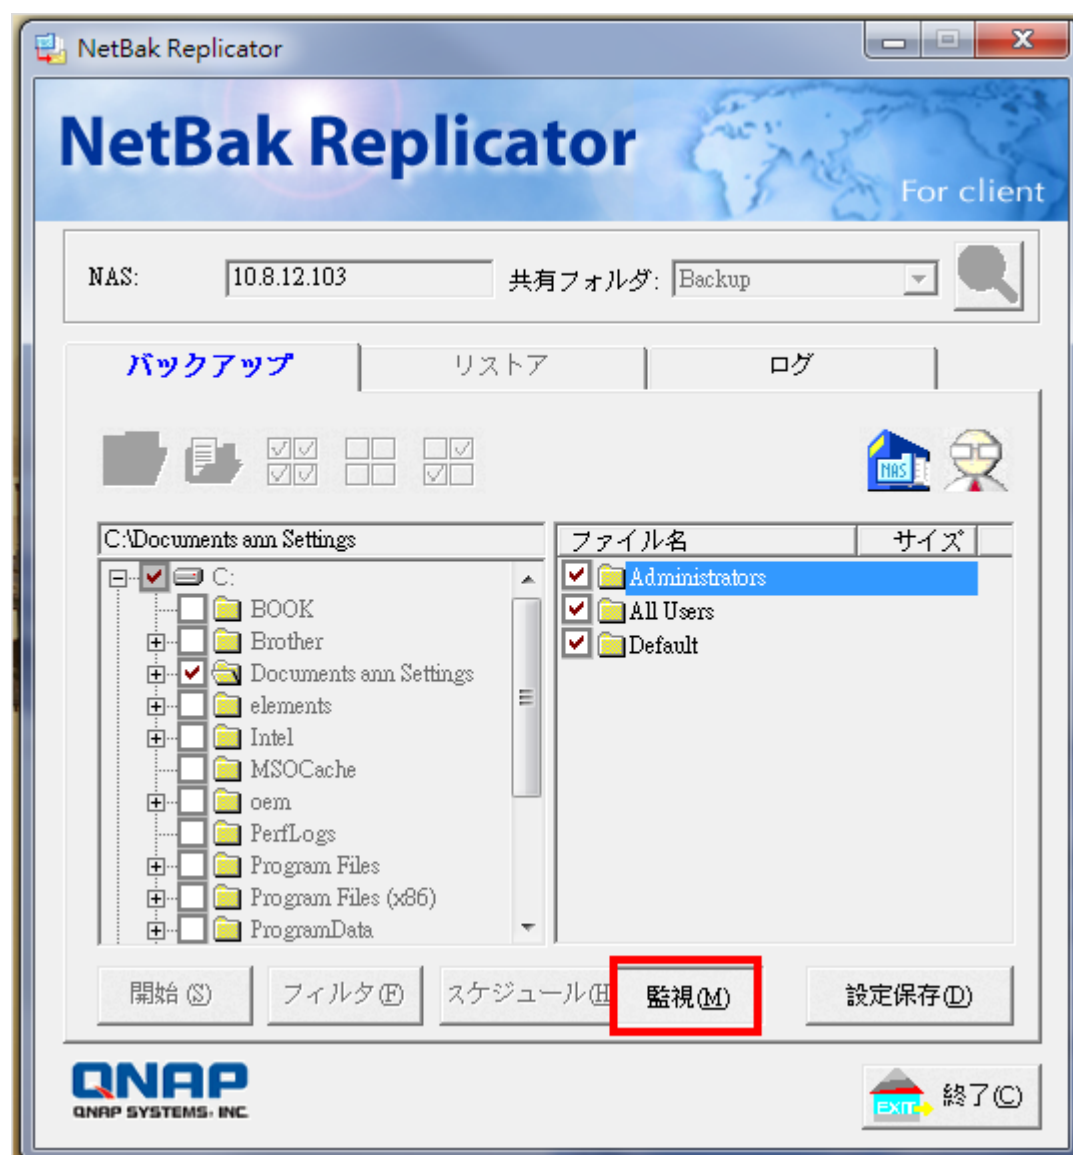 NetBak Replicator
NetBak Replicator
For client
NAS: 10.8.12.103 共有フォルダ: Backup
バックアップ リストア ログ
NAS
C:\Documents ann Settings
ファイル名 サイズ
C:
BOOK
Brother
Documents ann Settings
elements
Intel
MSOCache
oem
PerfLogs
Program Files
Program Files (x86)
ProgramData
Administrators
All Users
Default
開始 (S) フィルタ(F) スケジュール(H 監視(M) 設定保存(D)
QNAP
QNAP SYSTEMS, INC.
EXIT 終了(C)